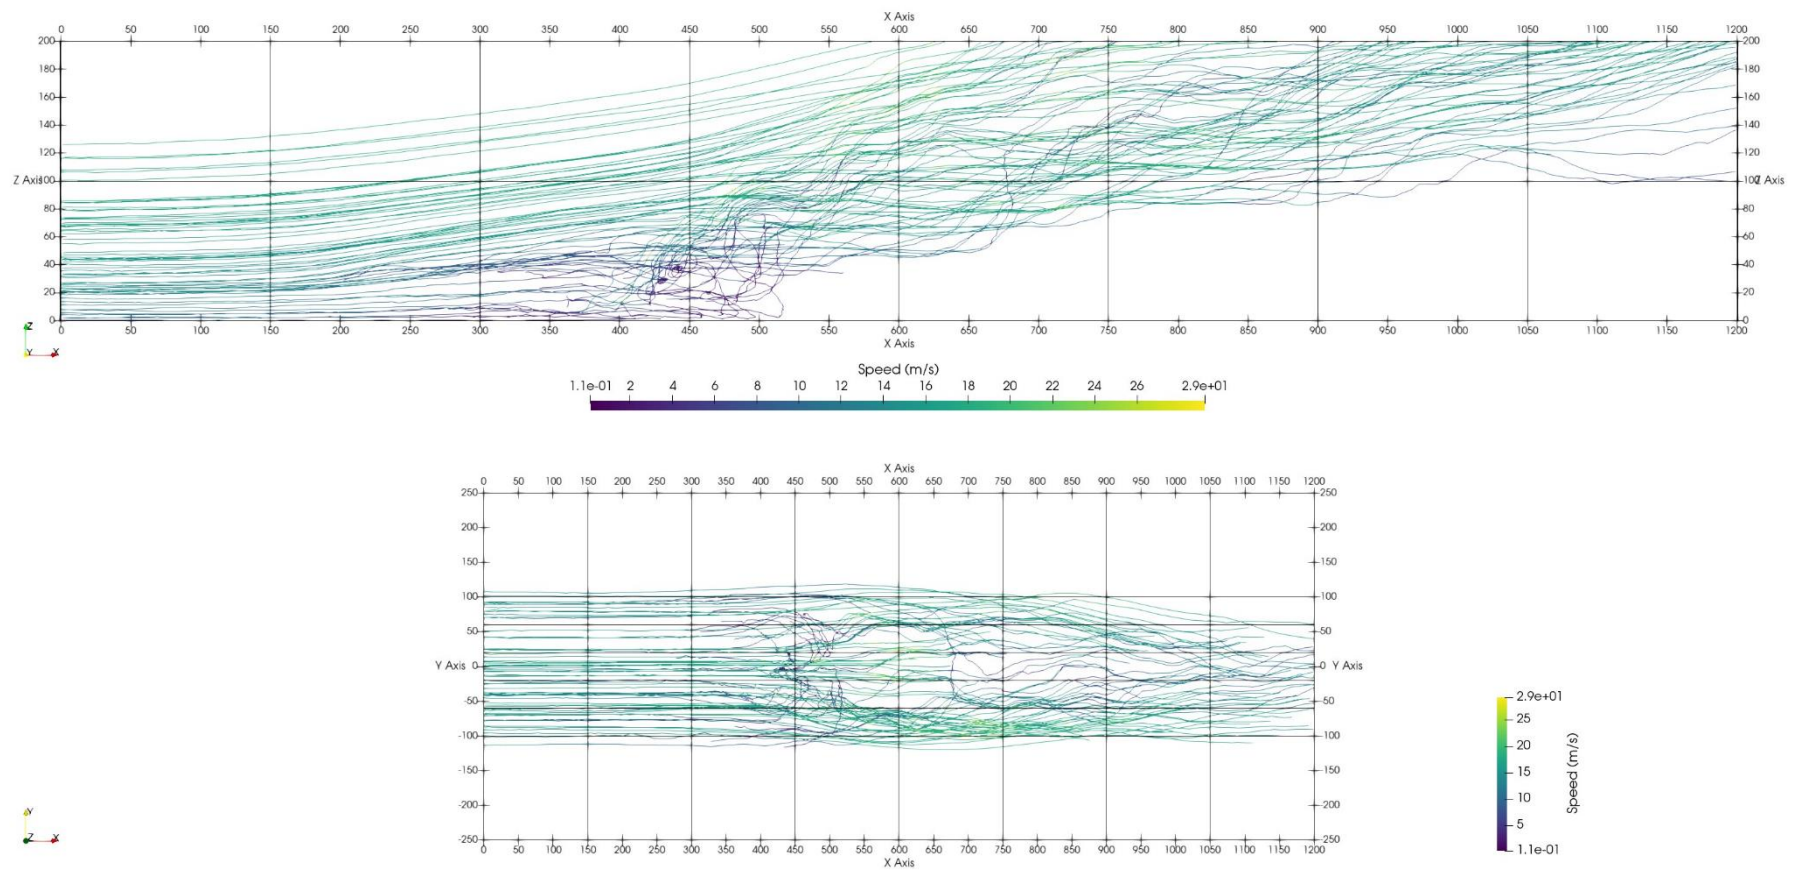 X Axis
0 50 100 150 200 250 300 350 400 450 500 550 600 650 700 750 800 850 900 950 1000 1050 1100 1150 1200
200 200
180 180
160 160
140 140
120 120
Z Axis 100 100 Z Axis
80 80
60 60
40 40
20 20
0 0
0 50 100 150 200 250 300 350 400 450 500 550 600 650 700 750 800 850 900 950 1000 1050 1100 1150 1200
X Axis
Z
Y X
Speed (m/s)
1.1e-01 2 4 6 8 10 12 14 16 18 20 22 24 26 2.9e+01
X Axis
0 50 100 150 200 250 300 350 400 450 500 550 600 650 700 750 800 850 900 950 1000 1050 1100 1150 1200
250 250
200 200
150 150
100 100
50 50
Y Axis 0 0 Y Axis
-50 -50
-100 -100
-150 -150
-200 -200
-250 -250
0 50 100 150 200 250 300 350 400 450 500 550 600 650 700 750 800 850 900 950 1000 1050 1100 1150 1200
X Axis
Y
Z X
2.9e+01
25
20
15
10
5
1.1e-01
Speed (m/s)